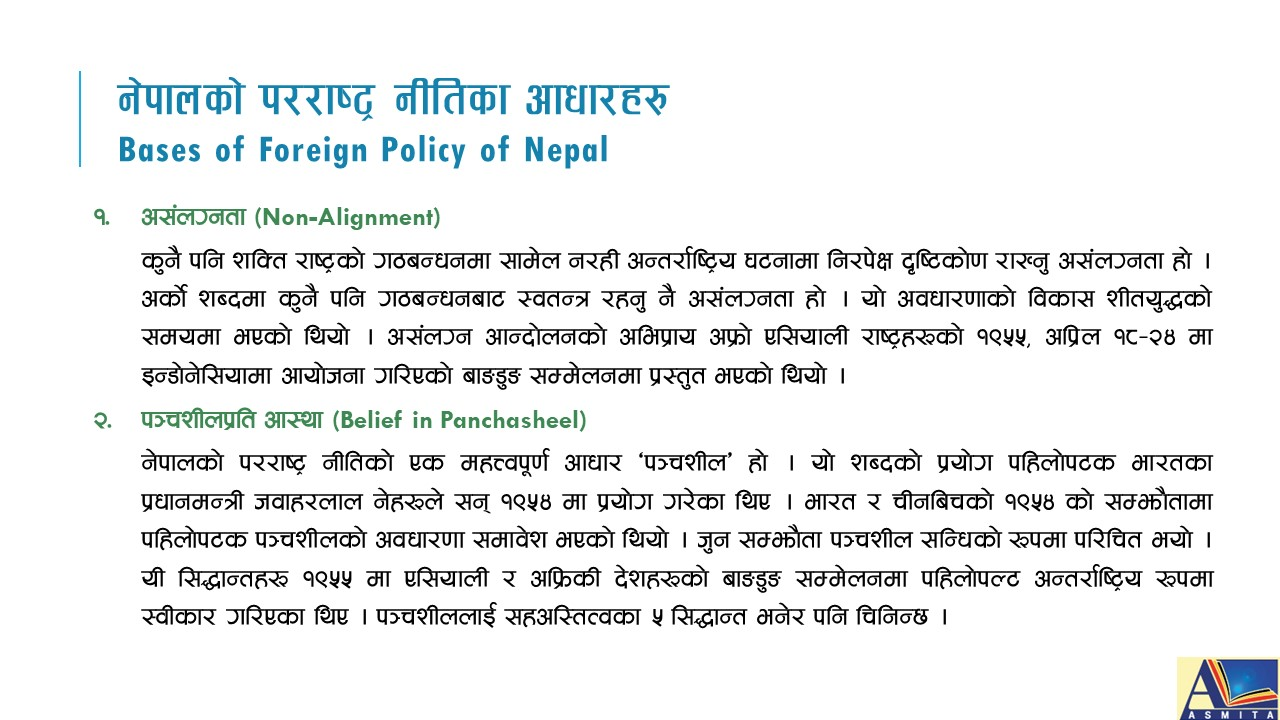 नेपालको परराष्ट्र नीतिका आधारहरु
Bases of Foreign Policy of Nepal
१. असंलग्नता (Non-Alignment)
कुनै पनि शक्ति राष्ट्रको गठबन्धनमा सामेल नरही अन्तर्राष्ट्रिय घटनामा निरपेक्ष दृष्टिकोण राख्नु असंलग्नता हो ।
अर्को शब्दमा कुनै पनि गठबन्धनबाट स्वतन्त्र रहनु नै असंलग्नता हो । यो अवधारणाको विकास शीतयुद्धको
समयमा भएको थियो । असंलग्न आन्दोलनको अभिप्राय अफ्रो एसियाली राष्ट्रहरुको १९५५, अप्रिल १८-२४ मा
इन्डोनेसियामा आयोजना गरिएको बाङडुङ सम्मेलनमा प्रस्तुत भएको थियो ।
२. पञ्चशीलप्रति आस्था (Belief in Panchasheel)
नेपालको परराष्ट्र नीतिको एक महत्त्वपूर्ण आधार ‘पञ्चशील’ हो । यो शब्दको प्रयोग पहिलोपटक भारतका
प्रधानमन्त्री जवाहरलाल नेहरुले सन् १९५४ मा प्रयोग गरेका थिए । भारत र चीनबिचको १९५४ को सम्झौतामा
पहिलोपटक पञ्चशीलको अवधारणा समावेश भएको थियो । जुन सम्झौता पञ्चशील सन्धिको रुपमा परिचित भयो ।
यी सिद्धान्तहरु १९५५ मा एसियाली र अफ्रिकी देशहरुको बाङडुङ सम्मेलनमा पहिलोपल्ट अन्तर्राष्ट्रिय रुपमा
स्वीकार गरिएका थिए । पञ्चशीललाई सहअस्तित्वका ५ सिद्धान्त भनेर पनि चिनिन्छ ।
ASMITA